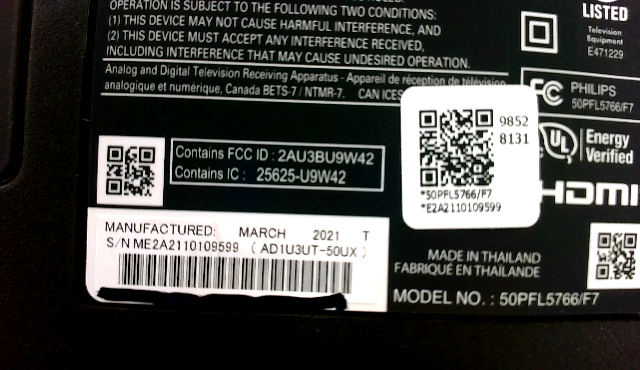 OPERATION IS SUBJECT TO THE FOLLOWING TWO CONDITIONS:
(1) THIS DEVICE MAY NOT CAUSE HARMFUL INTERFERENCE, AND
(2) THIS DEVICE MUST ACCEPT ANY INTERFERENCE RECEIVED,
INCLUDING INTERFERENCE THAT MAY CAUSE UNDESIRED OPERATION.
Analog and Digital Television Receiving Apparatus - Appareil de réception de télévision
analogique et numérique, Canada BETS-7 / NTMR-7. CAN ICES
LISTED
Television
Equipment
E471229
FC
PHILIPS
50PFL5766/F7
UL
Energy
Verified
HDMI
9852
8131
*50PFL5766/F7
*E2A2110109599
Contains FCC ID : 2AU3BU9W42
Contains IC : 25625-U9W42
MANUFACTURED: MARCH 2021 T
S/N ME2A2110109599 ( AD1U3UT-50UX )
MADE IN THAILAND
FABRIQUÉ EN THAÏLANDE
MODEL NO. : 50PFL5766/F7